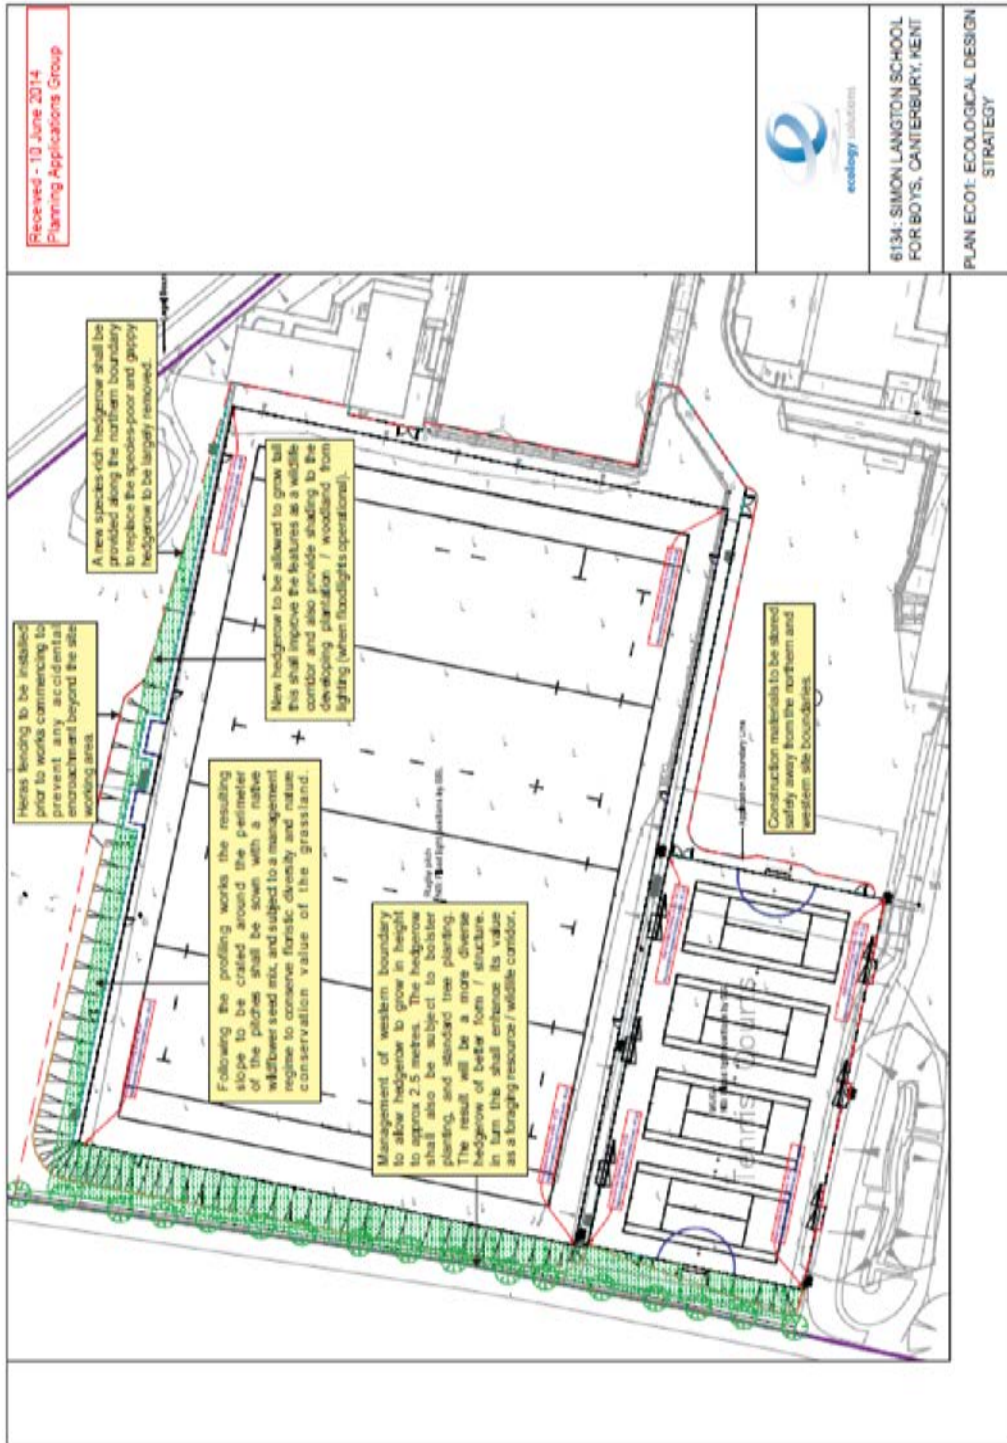 Received - 10 June 2014
Planning Applications Group
A new species-rich hedgerow shall be
provided along the northern boundary
to replace the species-poor and gappy
hedgerow to be largely removed.
Heras fencing to be installed
prior to works commencing to
prevent any accidental
encroachment beyond the site
working area.
New hedgerow to be allowed to grow tall
this shall improve the features as a wildlife
corridor and also provide shading to the
developing plantation / woodland from
lighting (when floodlights operational).
Following the profiling works the resulting
slope to be crated around the perimeter
of the pitches shall be sown with a native
wildflower seed mix, and subject to a management
regime to conserve floristic diversity and nature
conservation value of the grassland.
Management of western boundary
to allow hedgerow to grow in height
to approx 2.5 metres. The hedgerow
shall also be subject to bolster
planting, and standard tree planting.
The result will be a more diverse
hedgerow of better form / structure.
in turn this shall enhance its value
as a foraging resource / wildlife corridor.
Construction materials to be stored
safely away from the northern and
western site boundaries.
Rugby pitch
Application Boundary Line
Tennis courts
ecology solutions
6134: SIMON LANGTON SCHOOL
FOR BOYS, CANTERBURY, KENT
PLAN ECO1: ECOLOGICAL DESIGN
STRATEGY